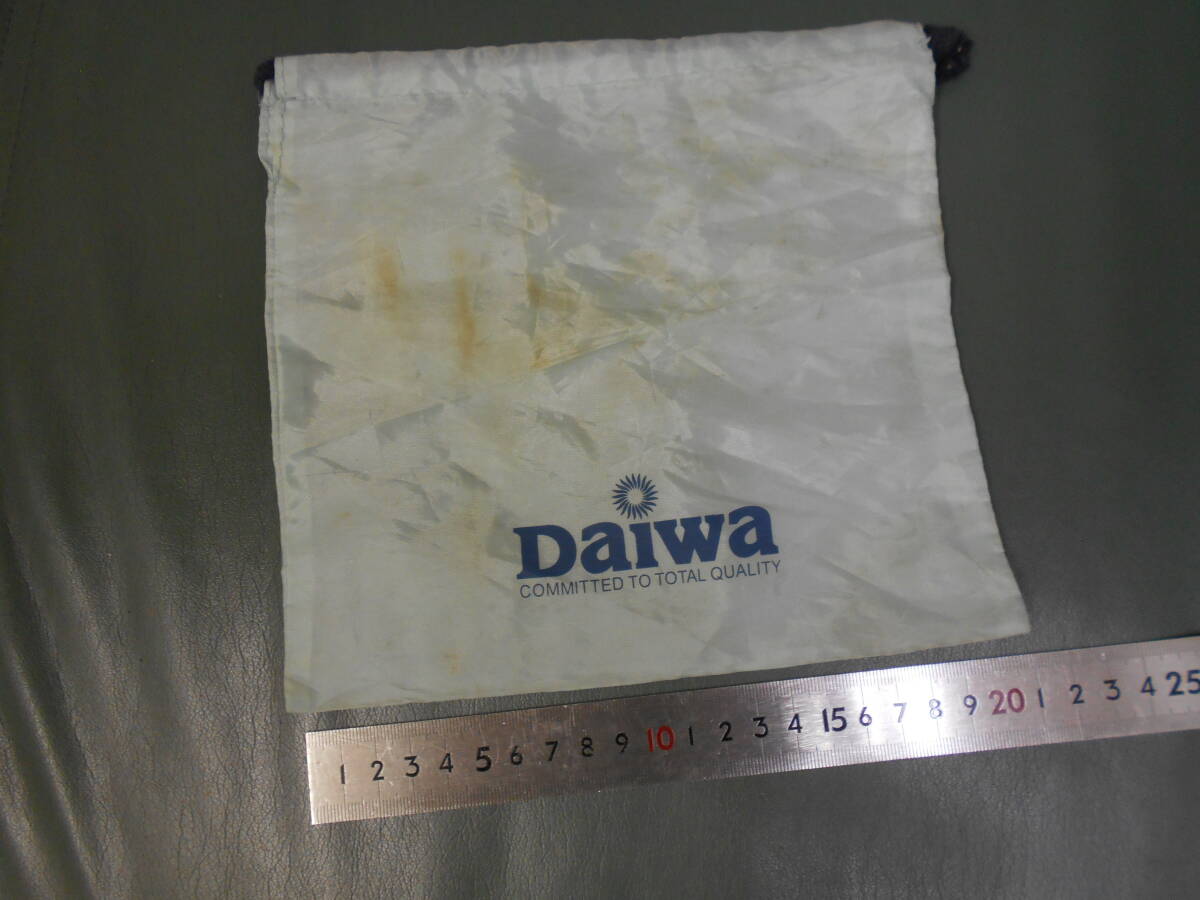 Daiwa
COMMITTED TO TOTAL QUALITY
1 2 3 4 5 6 7 8 9 10 1 2 3 4 15 6 7 8 9 20 1 2 3 4 25